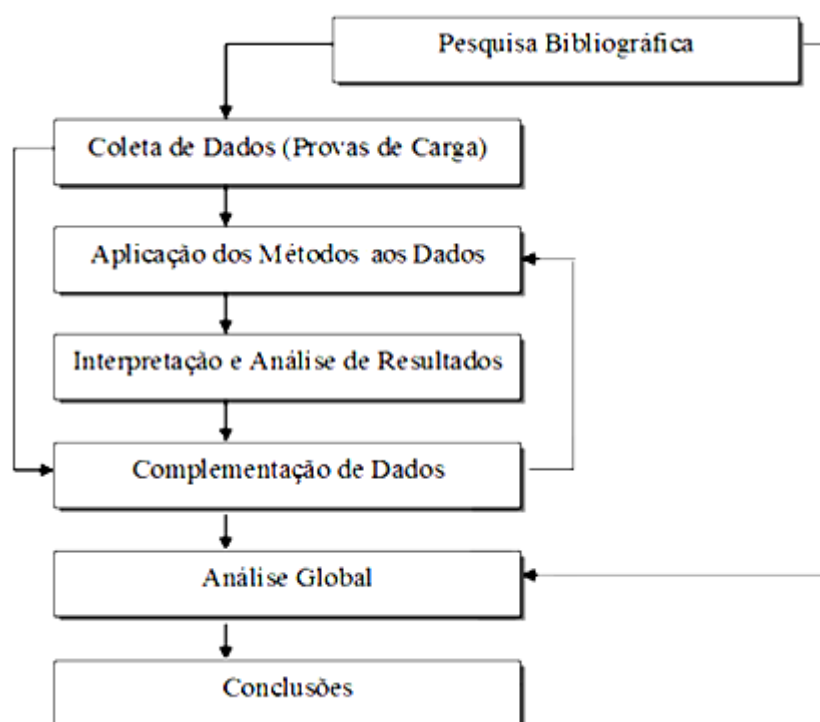 Pesquisa Bibliográfica
Coleta de Dados (Provas de Carga)
Aplicação dos Métodos aos Dados
Interpretação e Análise de Resultados
Complementação de Dados
Análise Global
Conclusões